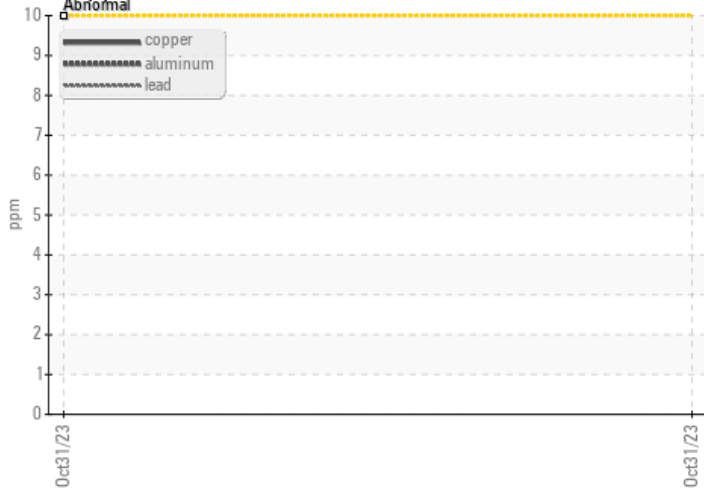 Abnormal
10
copper
9
aluminum
lead
8
7
6
ppm
5
4
3
2
1
0
Oct31/23
Oct31/23